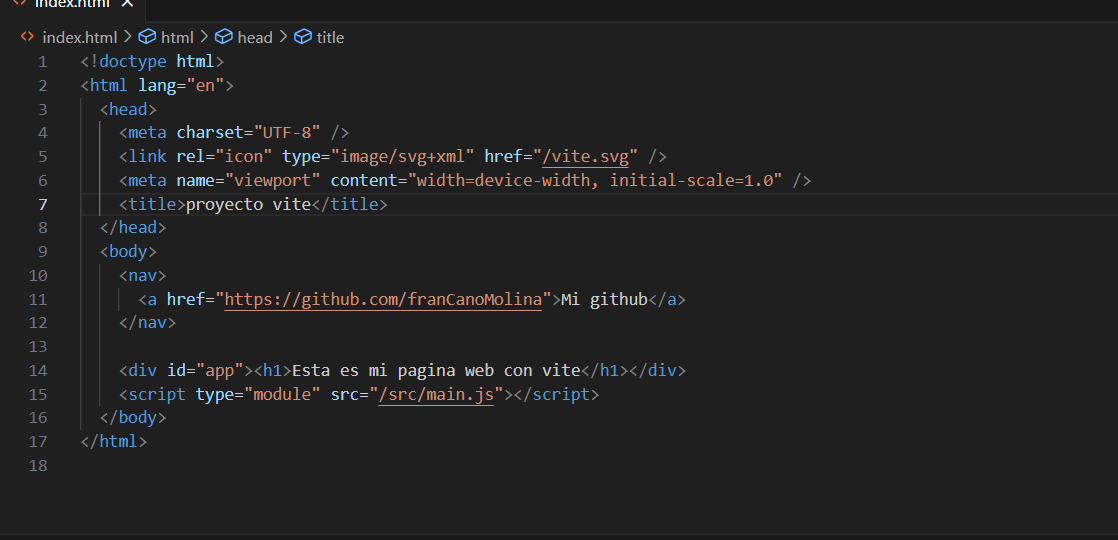 index.html
index.html > html > head > title
1 <!doctype html>
2 <html lang="en">
3 <head>
4 <meta charset="UTF-8" />
5 <link rel="icon" type="image/svg+xml" href="/vite.svg" />
6 <meta name="viewport" content="width=device-width, initial-scale=1.0" />
7 <title>proyecto vite</title>
8 </head>
9 <body>
10 <nav>
11 <a href="https://github.com/franCanoMolina">Mi github</a>
12 </nav>
13
14 <div id="app"><h1>Esta es mi pagina web con vite</h1></div>
15 <script type="module" src="/src/main.js"></script>
16 </body>
17 </html>
18